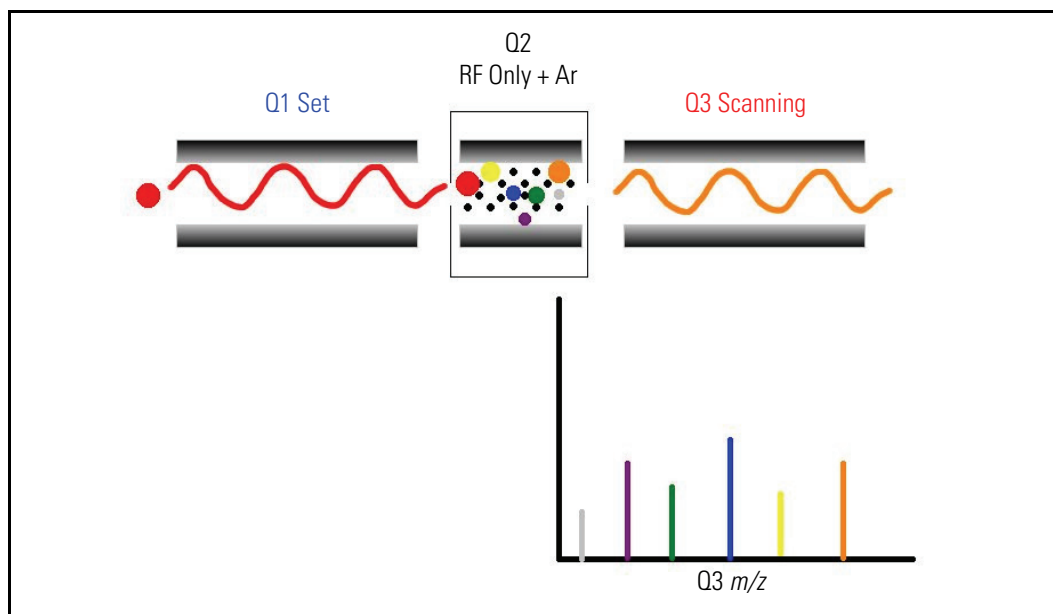 Q2
RF Only + Ar
Q1 Set
Q3 Scanning
Q3 m/z